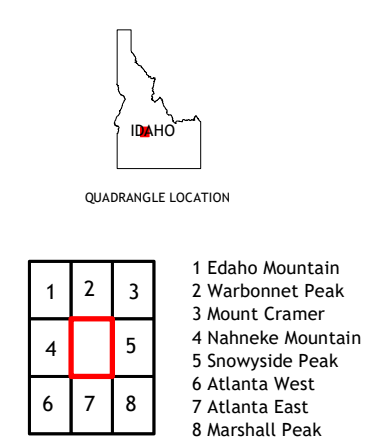 IDAHO
QUADRANGLE LOCATION
1 2 3
4 5
6 7 8
1 Edaho Mountain
2 Warbonnet Peak
3 Mount Cramer
4 Nahneke Mountain
5 Snowyside Peak
6 Atlanta West
7 Atlanta East
8 Marshall Peak